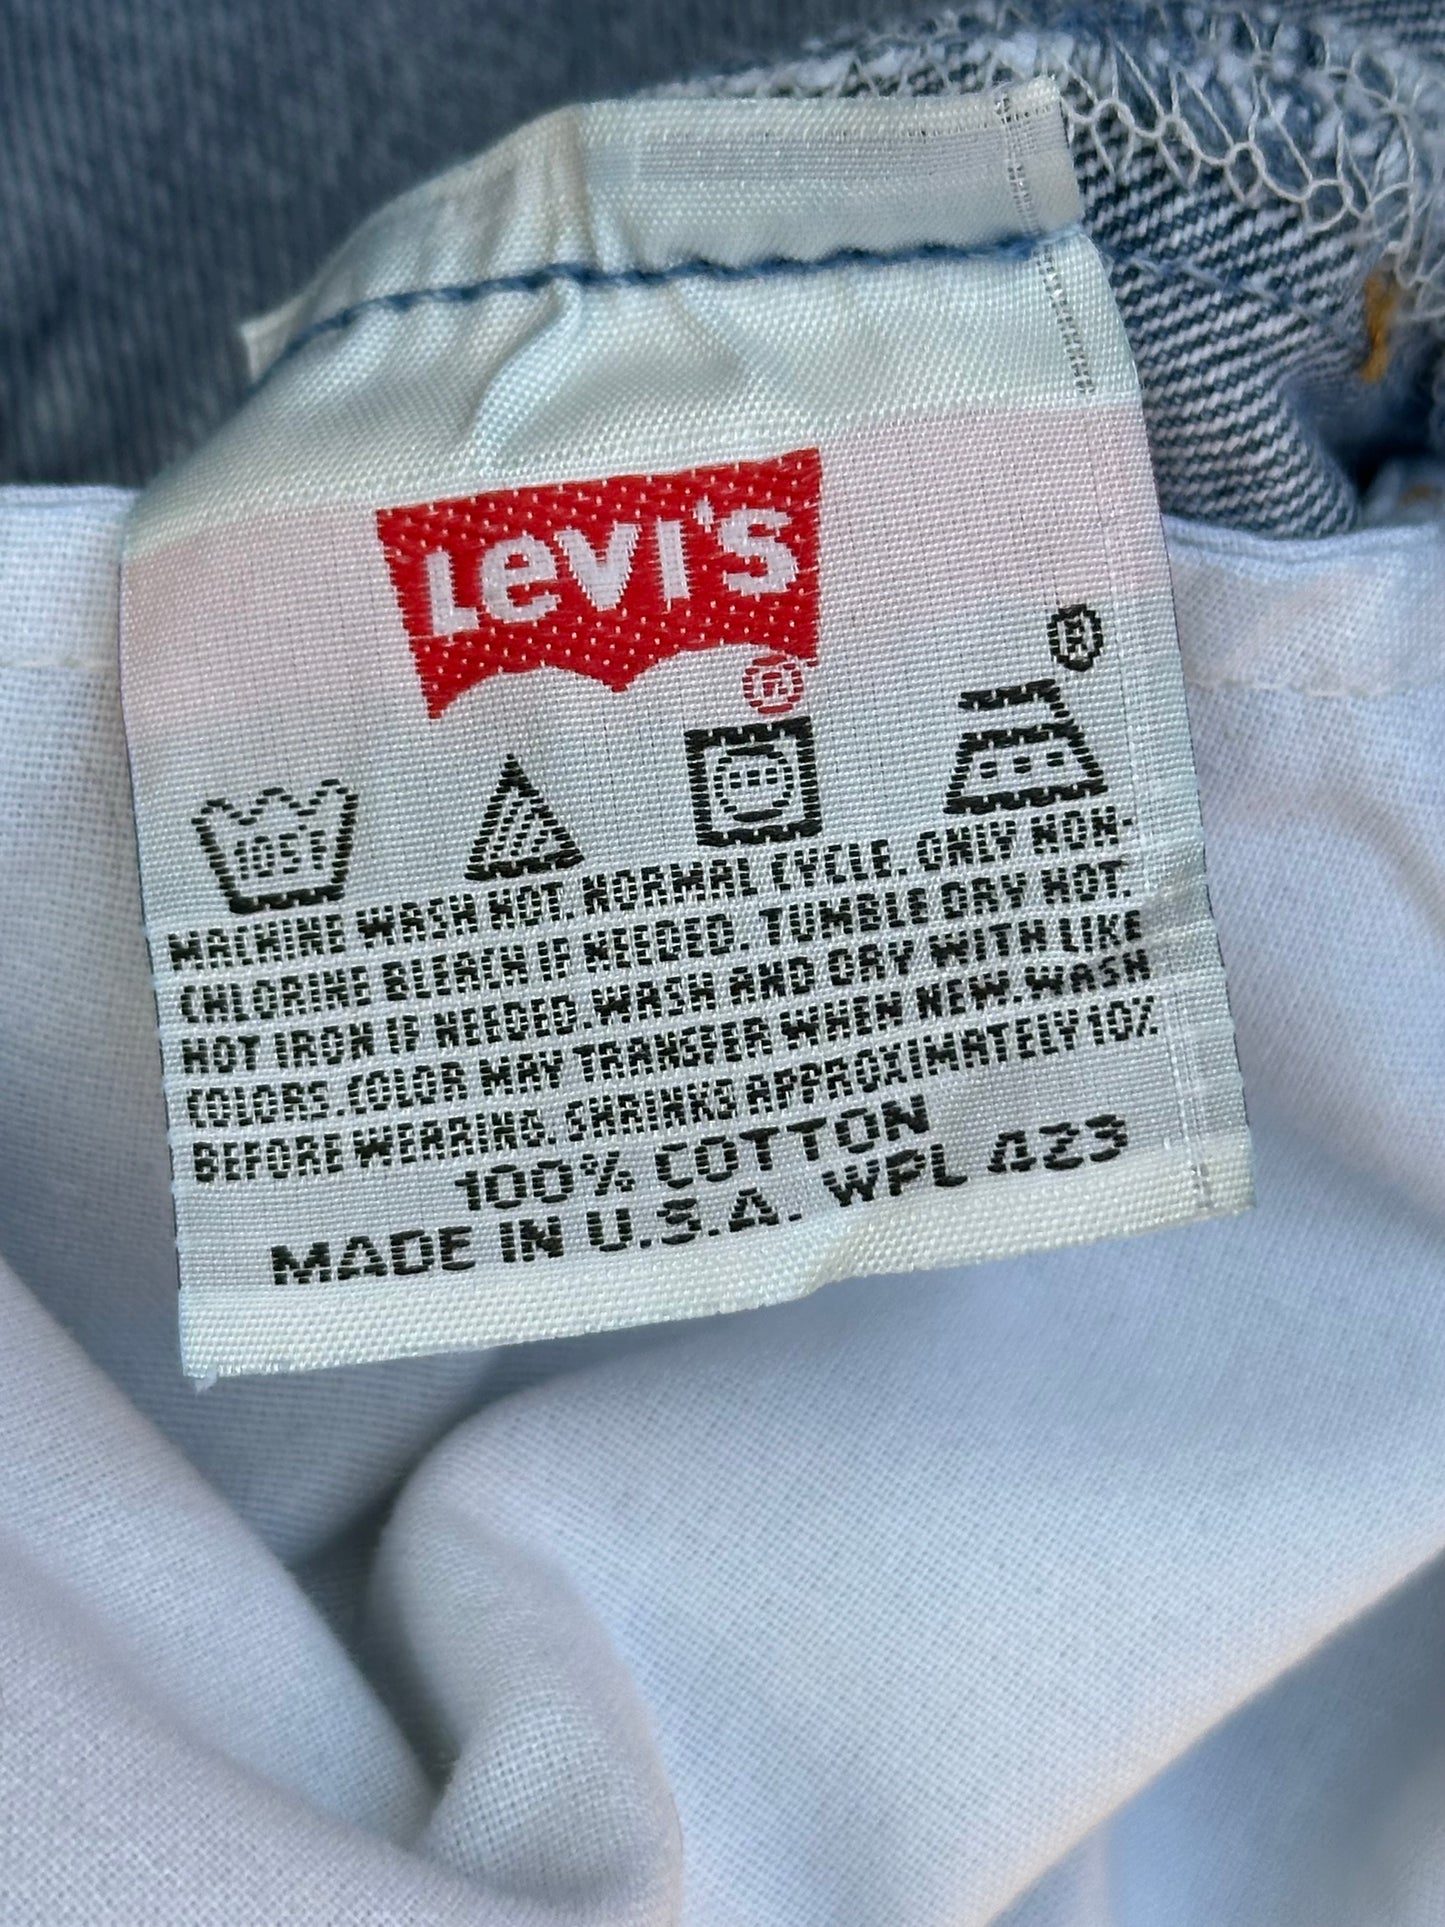 Levi's
®
®
105F
MACHINE WASH HOT. NORMAL CYCLE. ONLY NON-
CHLORINE BLEACH IF NEEDED. TUMBLE DRY HOT.
HOT IRON IF NEEDED. WASH AND DRY WITH LIKE
COLORS. COLOR MAY TRANSFER WHEN NEW. WASH
BEFORE WEARING. SHRINKS APPROXIMATELY 10%
100% COTTON
MADE IN U.S.A. WPL 423